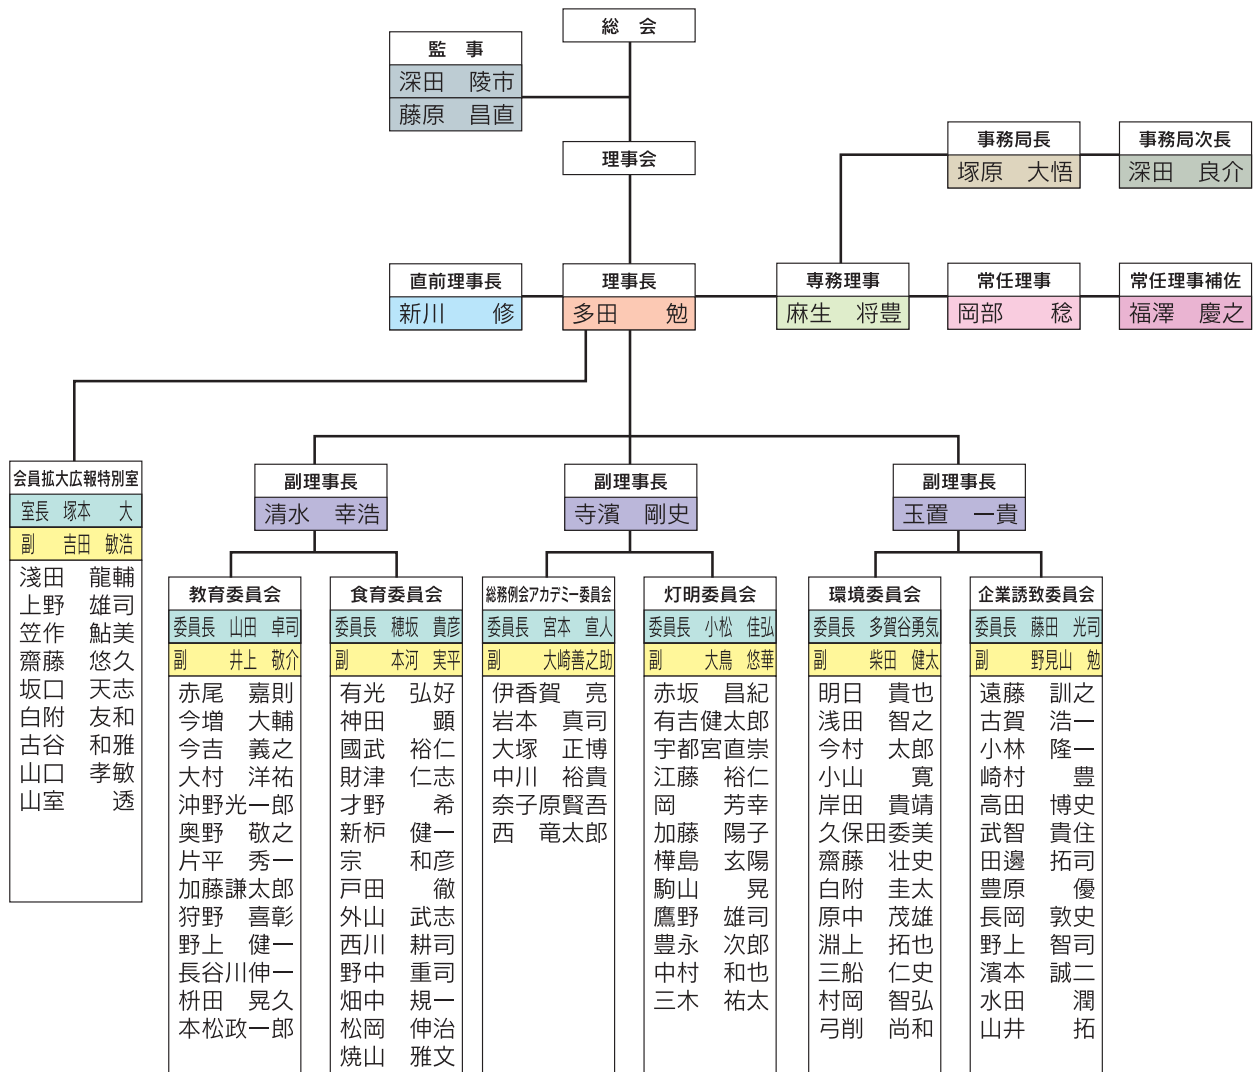 総　会
監　事
深田　陵市
藤原　昌直
理事会
事務局長
塚原　大悟
事務局次長
深田　良介
直前理事長
新川　修
理事長
多田　勉
専務理事
麻生　将豊
常任理事
岡部　稔
常任理事補佐
福澤　慶之
会員拡大広報特別室
室長　塚本　大
副　吉田　敏浩
淺田　龍輔
上野　雄司
笠作　鮎美
齋藤　悠久
坂口　天志
白附　友和
古谷　和雅
山口　孝敏
山室　透
副理事長
清水　幸浩
副理事長
寺濱　剛史
副理事長
玉置　一貴
教育委員会
委員長　山田　卓司
副　井上　敬介
赤尾　嘉則
今増　大輔
今吉　義之
大村　洋祐
沖野光一郎
奥野　敬之
片平　秀一
加藤謙太郎
狩野　喜彰
野上　健一
長谷川伸一
枡田　晃久
本松政一郎
食育委員会
委員長　穂坂　貴彦
副　本河　実平
有光　弘好
神田　顕
國武　裕仁
財津　仁志
才野　希
新枦　健一
宗　和彦
戸田　徹
外山　武志
西川　耕司
野中　重司
畑中　規一
松岡　伸治
焼山　雅文
総務例会アカデミー委員会
委員長　宮本　宣人
副　大崎善之助
伊香賀　亮
岩本　真司
大塚　正博
中川　裕貴
奈子原賢吾
西　竜太郎
灯明委員会
委員長　小松　佳弘
副　大鳥　悠華
赤坂　昌紀
有吉健太郎
宇都宮直崇
江藤　裕仁
岡　芳幸
加藤　陽子
樺島　玄陽
駒山　晃
鷹野　雄司
豊永　次郎
中村　和也
三木　祐太
環境委員会
委員長　多賀谷勇気
副　柴田　健太
明日　貴也
浅田　智之
今村　太郎
小山　寛
岸田　貴靖
久保田委美
齋藤　壮史
白附　圭太
原中　茂雄
淵上　拓也
三船　仁史
村岡　智弘
弓削　尚和
企業誘致委員会
委員長　藤田　光司
副　野見山　勉
遠藤　訓之
古賀　浩一
小林　隆一
崎村　豊
高田　博史
武智　貴住
田邊　拓司
豊原　優
長岡　敦史
野上　智司
濱本　誠二
水田　潤
山井　拓